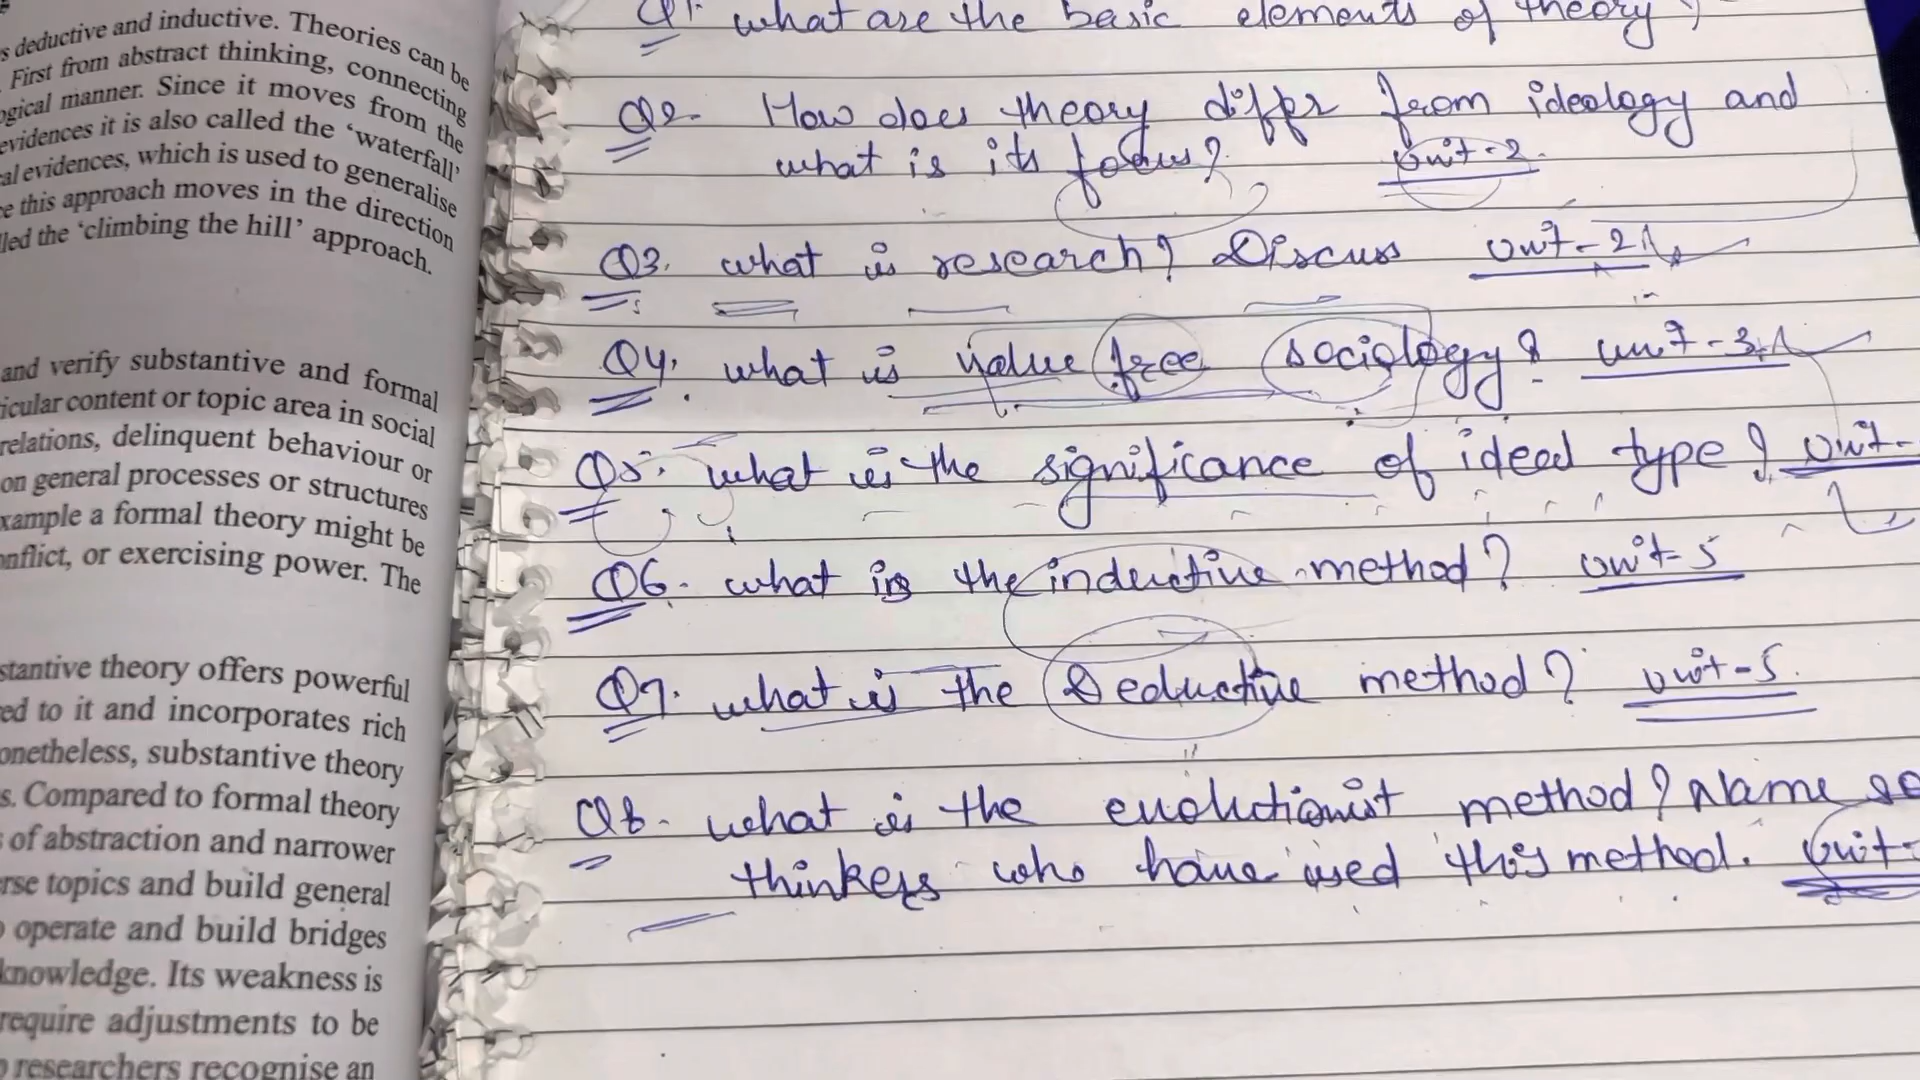 s deductive and inductive. Theories can be
First from abstract thinking, connecting
ogical manner. Since it moves from the
evidences it is also called the ‘waterfall’
al evidences, which is used to generalise
e this approach moves in the direction
led the ‘climbing the hill’ approach.
and verify substantive and formal
icular content or topic area in social
relations, delinquent behaviour or
on general processes or structures
xample a formal theory might be
onflict, or exercising power. The
stantive theory offers powerful
ed to it and incorporates rich
onetheless, substantive theory
s. Compared to formal theory
of abstraction and narrower
rse topics and build general
operate and build bridges
knowledge. Its weakness is
require adjustments to be
researchers recognise an
Q1. what are the basic elements of theory?
Q2- How does theory differ from ideology and
what is its focus? Unit-2.
Q3. what is research? Discuss unit-2
Q4. what is value free sociology? unit-3
Q5. what is the significance of ideal type? Unit-
Q6. what is the inductive method? unit-5
Q7. what is the Deductive method? unit-5.
Q8. what is the evolutionist method? Name so
thinkers who have used this method. Unit-